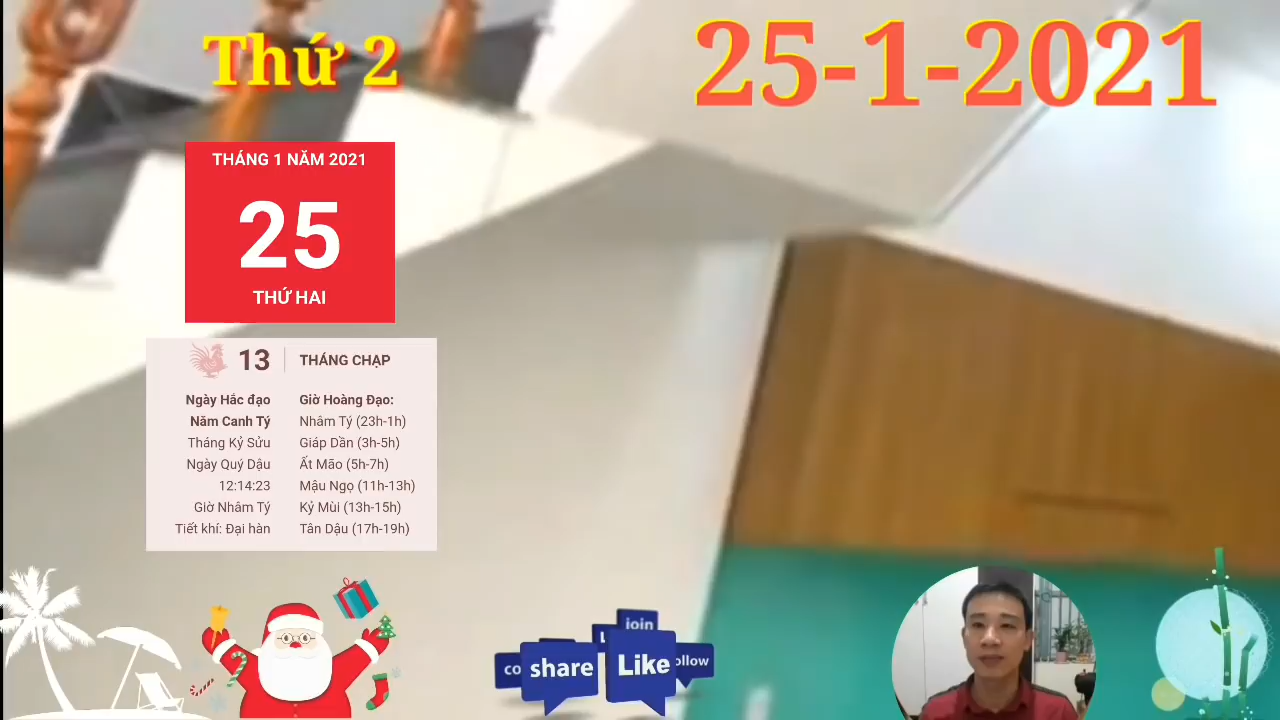 Thứ 2
25-1-2021
THÁNG 1 NĂM 2021
25
THỨ HAI
13
THÁNG CHẠP
Ngày Hắc đạo
Năm Canh Tý
Tháng Kỷ Sửu
Ngày Quý Dậu
12:14:23
Giờ Nhâm Tý
Tiết khí: Đại hàn
Giờ Hoàng Đạo:
Nhâm Tý (23h-1h)
Giáp Dần (3h-5h)
Ất Mão (5h-7h)
Mậu Ngọ (11h-13h)
Kỷ Mùi (13h-15h)
Tân Dậu (17h-19h)
join
share
Like
ollow
co